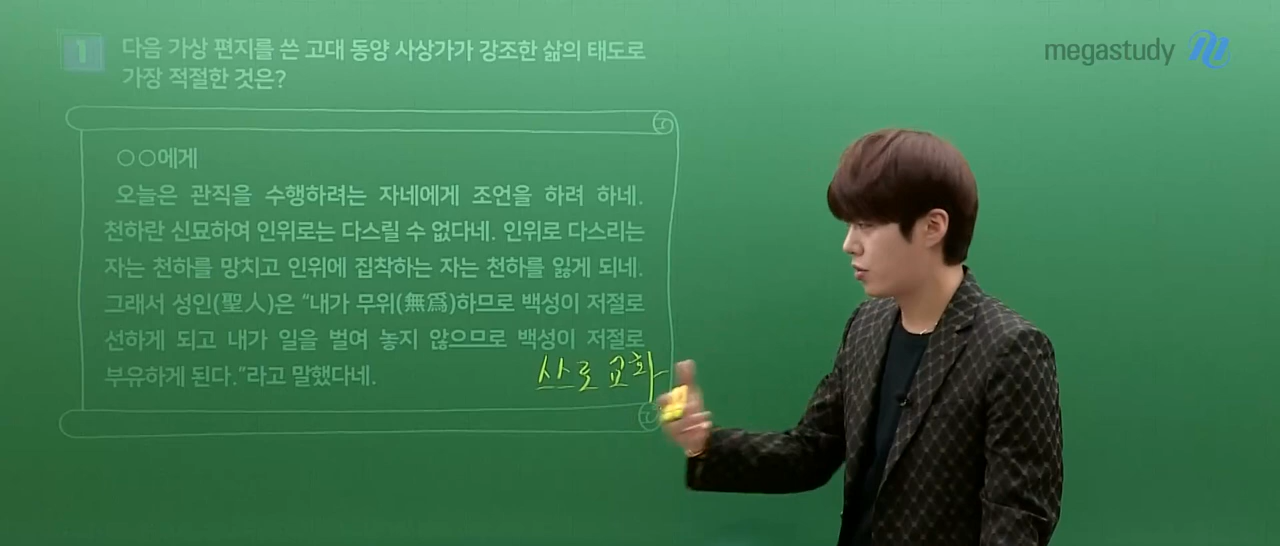 1 다음 가상 편지를 쓴 고대 동양 사상가가 강조한 삶의 태도로
가장 적절한 것은?
megastudy
○○에게
오늘은 관직을 수행하려는 자네에게 조언을 하려 하네.
천하란 신묘하여 인위로는 다스릴 수 없다네. 인위로 다스리는
자는 천하를 망치고 인위에 집착하는 자는 천하를 잃게 되네.
그래서 성인(聖人)은 “내가 무위(無爲)하므로 백성이 저절로
선하게 되고 내가 일을 벌여 놓지 않으므로 백성이 저절로
부유하게 된다.”라고 말했다네.
스스로 교화